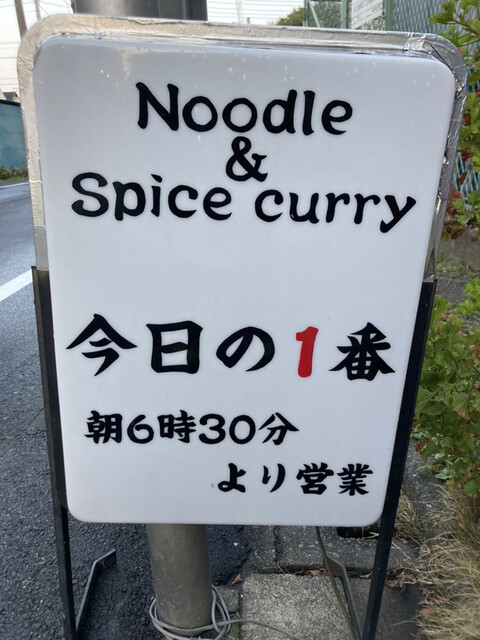 Noodle
&
Spice curry
今日の1番
朝6時30分
より営業